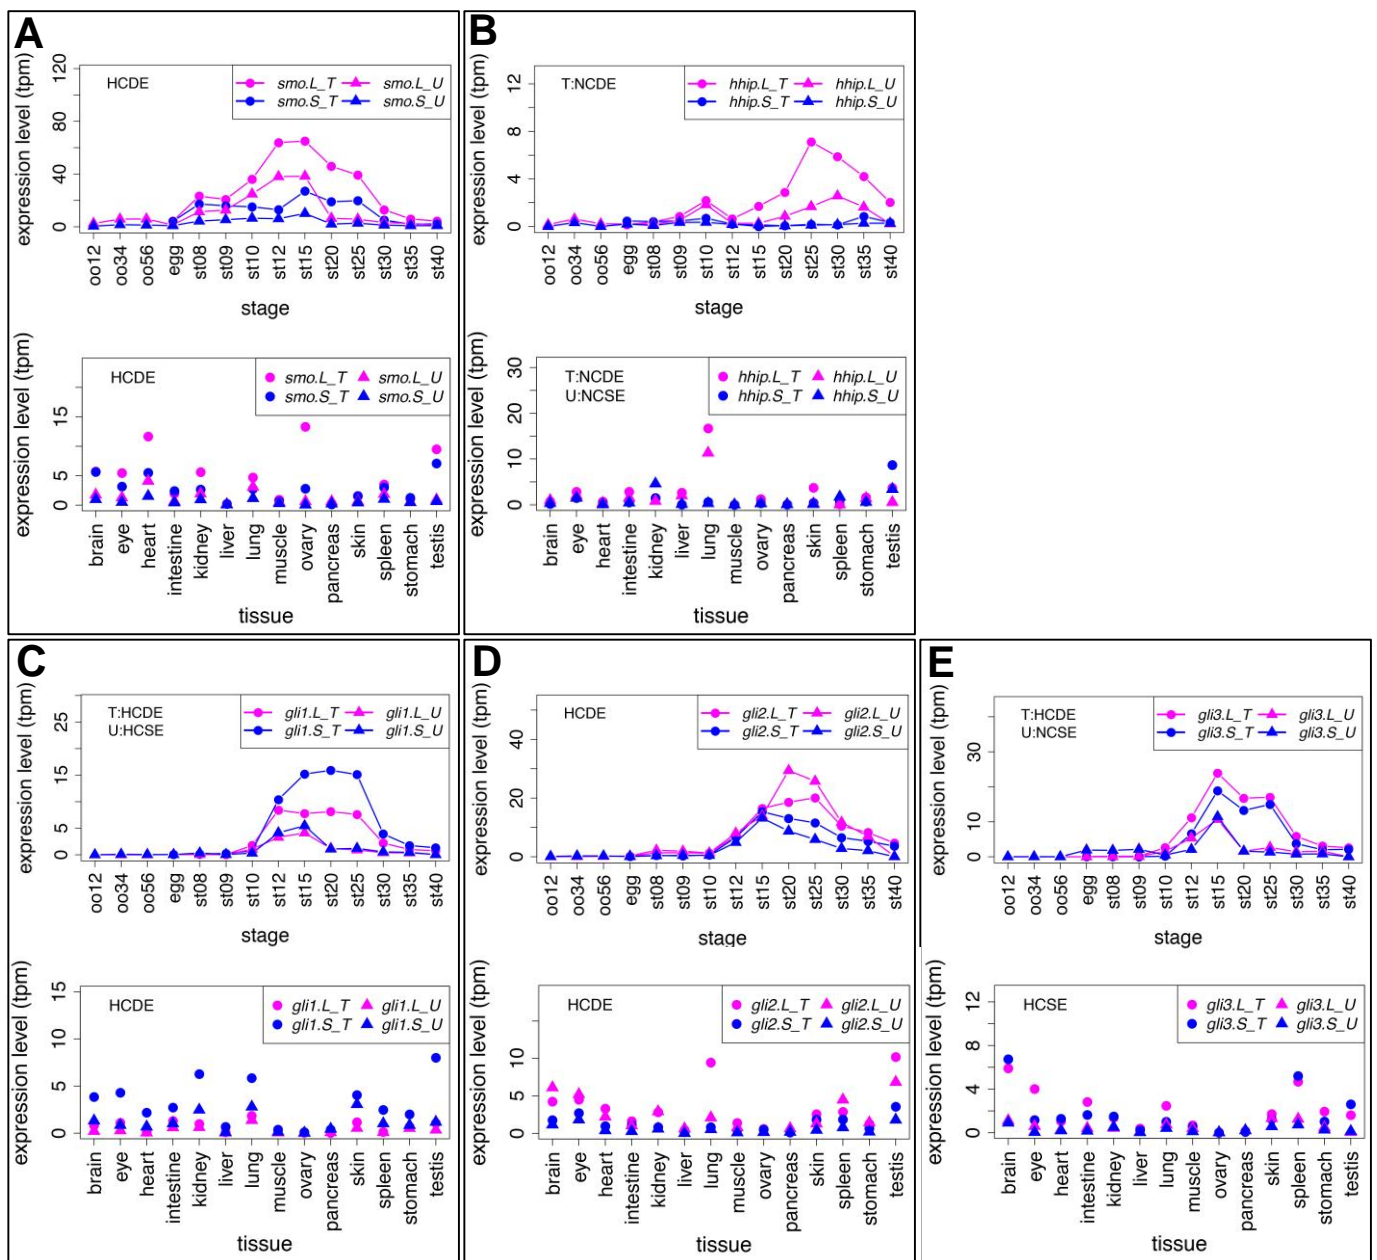 A
expression level (tpm)
0 40 80 120
HCDE
smo.L_T smo.L_U
smo.S_T smo.S_U
oo12 oo34 oo56 egg st08 st09 st10 st12 st15 st20 st25 st30 st35 st40
stage
expression level (tpm)
0 5 15
HCDE
smo.L_T smo.L_U
smo.S_T smo.S_U
brain eye heart intestine kidney liver lung muscle ovary pancreas skin spleen stomach testis
tissue
B
expression level (tpm)
0 4 8 12
T:NCDE
hhip.L_T hhip.L_U
hhip.S_T hhip.S_U
oo12 oo34 oo56 egg st08 st09 st10 st12 st15 st20 st25 st30 st35 st40
stage
expression level (tpm)
0 10 20 30
T:NCDE
U:NCSE
hhip.L_T hhip.L_U
hhip.S_T hhip.S_U
brain eye heart intestine kidney liver lung muscle ovary pancreas skin spleen stomach testis
tissue
C
expression level (tpm)
0 5 15 25
T:HCDE
U:HCSE
gli1.L_T gli1.L_U
gli1.S_T gli1.S_U
oo12 oo34 oo56 egg st08 st09 st10 st12 st15 st20 st25 st30 st35 st40
stage
expression level (tpm)
0 5 10 15
HCDE
gli1.L_T gli1.L_U
gli1.S_T gli1.S_U
brain eye heart intestine kidney liver lung muscle ovary pancreas skin spleen stomach testis
tissue
D
expression level (tpm)
0 20 40
HCDE
gli2.L_T gli2.L_U
gli2.S_T gli2.S_U
oo12 oo34 oo56 egg st08 st09 st10 st12 st15 st20 st25 st30 st35 st40
stage
expression level (tpm)
0 5 10
HCDE
gli2.L_T gli2.L_U
gli2.S_T gli2.S_U
brain eye heart intestine kidney liver lung muscle ovary pancreas skin spleen stomach testis
tissue
E
expression level (tpm)
0 10 30
T:HCDE
U:NCSE
gli3.L_T gli3.L_U
gli3.S_T gli3.S_U
oo12 oo34 oo56 egg st08 st09 st10 st12 st15 st20 st25 st30 st35 st40
stage
expression level (tpm)
0 4 8 12
HCSE
gli3.L_T gli3.L_U
gli3.S_T gli3.S_U
brain eye heart intestine kidney liver lung muscle ovary pancreas skin spleen stomach testis
tissue